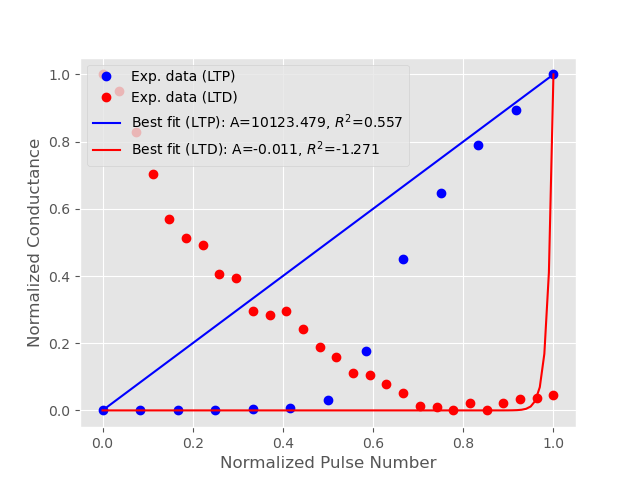 Exp. data (LTP)
Exp. data (LTD)
Best fit (LTP): A=10123.479, R²=0.557
Best fit (LTD): A=-0.011, R²=-1.271
1.0
0.8
0.6
0.4
0.2
0.0
Normalized Conductance
0.0 0.2 0.4 0.6 0.8 1.0
Normalized Pulse Number